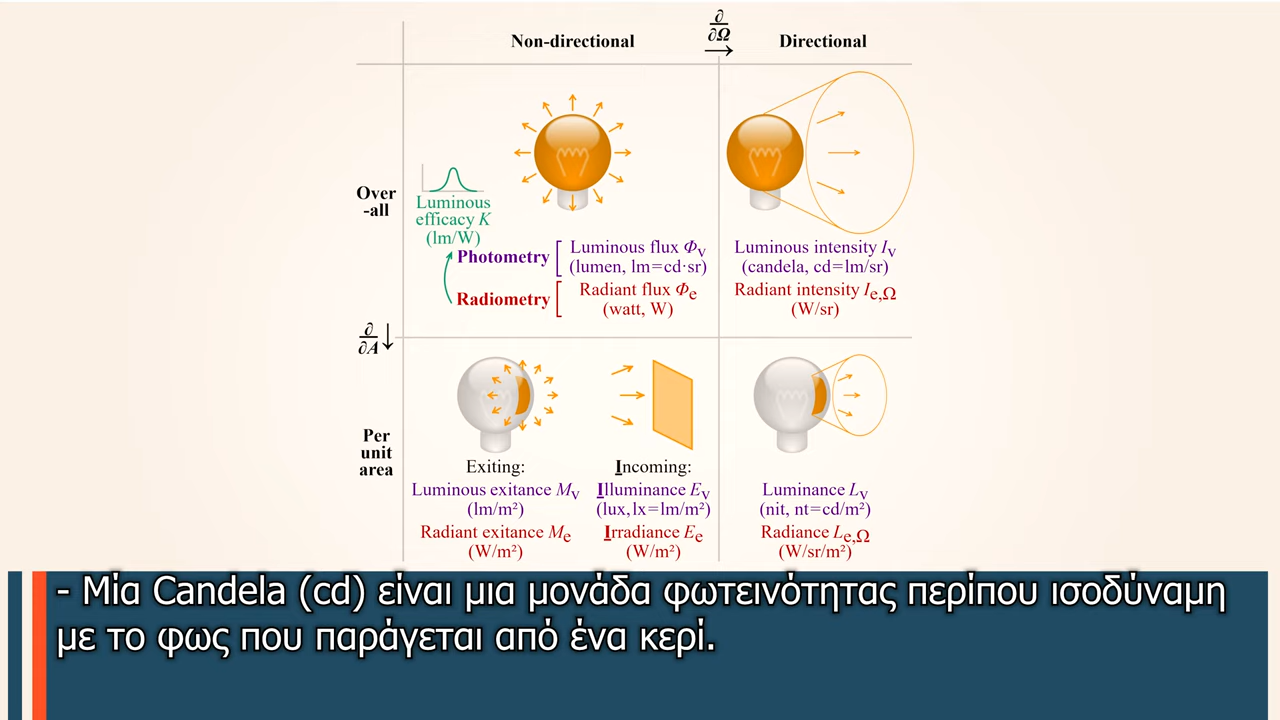 ∂
∂Ω
Non-directional
Directional
Over
-all
Luminous
efficacy K
(lm/W)
Photometry
Luminous flux Φv
(lumen, lm=cd·sr)
Radiometry
Radiant flux Φe
(watt, W)
Luminous intensity Iv
(candela, cd=lm/sr)
Radiant intensity Ie,Ω
(W/sr)
∂
∂A
Per
unit
area
Exiting:
Luminous exitance Mv
(lm/m²)
Radiant exitance Me
(W/m²)
Incoming:
Illuminance Ev
(lux, lx=lm/m²)
Irradiance Ee
(W/m²)
Luminance Lv
(nit, nt=cd/m²)
Radiance Le,Ω
(W/sr/m²)
- Μία Candela (cd) είναι μια μονάδα φωτεινότητας περίπου ισοδύναμη
με το φως που παράγεται από ένα κερί.